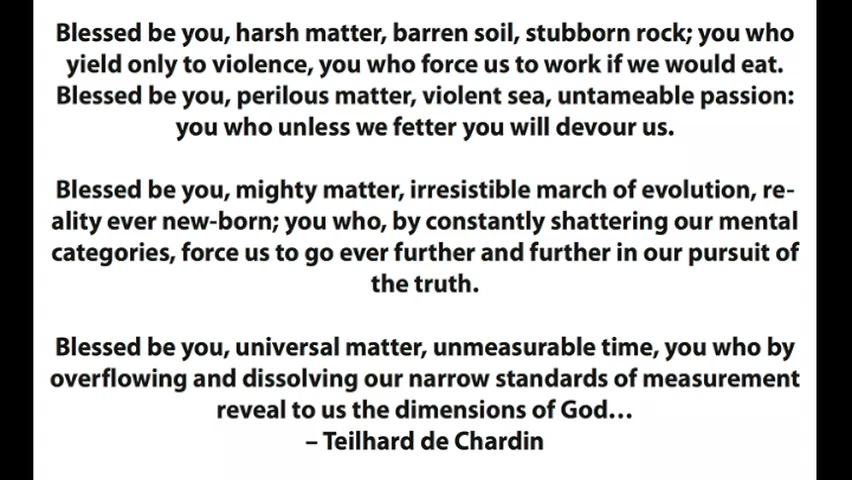 Blessed be you, harsh matter, barren soil, stubborn rock; you who
yield only to violence, you who force us to work if we would eat.
Blessed be you, perilous matter, violent sea, untameable passion:
you who unless we fetter you will devour us.
Blessed be you, mighty matter, irresistible march of evolution, re-
ality ever new-born; you who, by constantly shattering our mental
categories, force us to go ever further and further in our pursuit of
the truth.
Blessed be you, universal matter, unmeasurable time, you who by
overflowing and dissolving our narrow standards of measurement
reveal to us the dimensions of God…
– Teilhard de Chardin